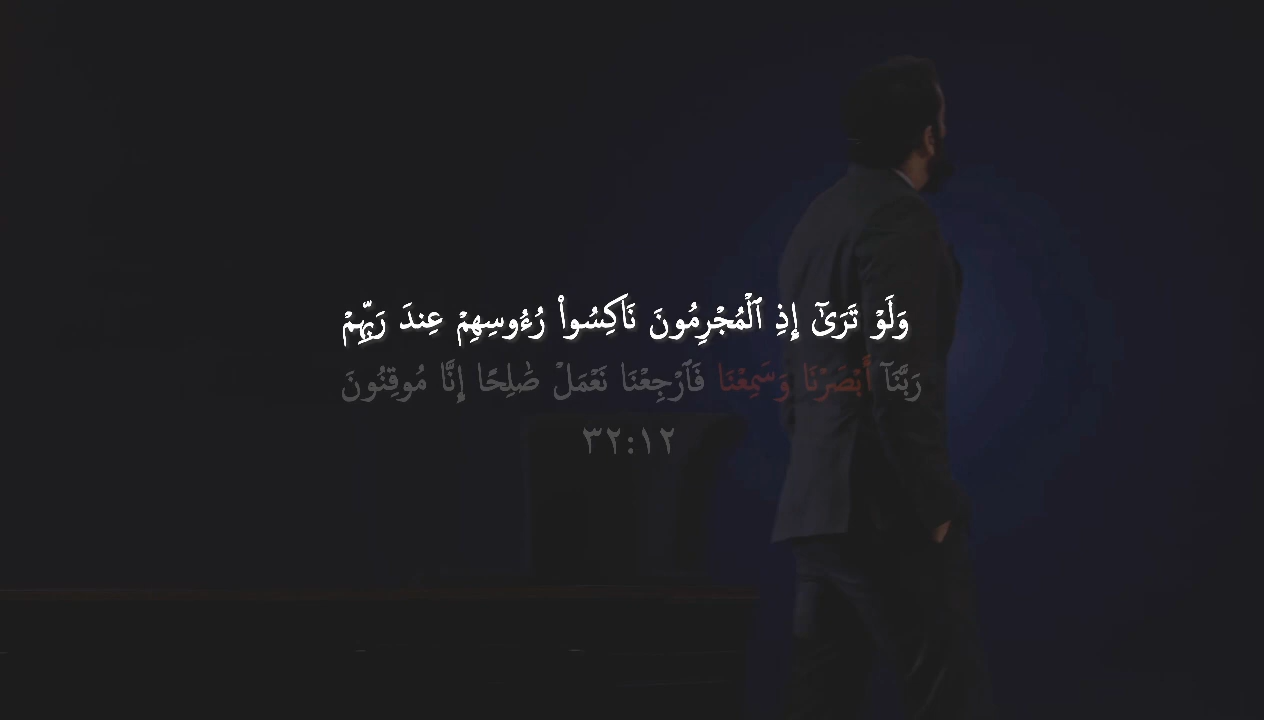 وَلَوْ تَرَىٰٓ إِذِ ٱلْمُجْرِمُونَ نَاكِسُوا۟ رُءُوسِهِمْ عِندَ رَبِّهِمْ
رَبَّنَآ أَبْصَرْنَا وَسَمِعْنَا فَٱرْجِعْنَا نَعْمَلْ صَٰلِحًا إِنَّا مُوقِنُونَ
٣٢:١٢